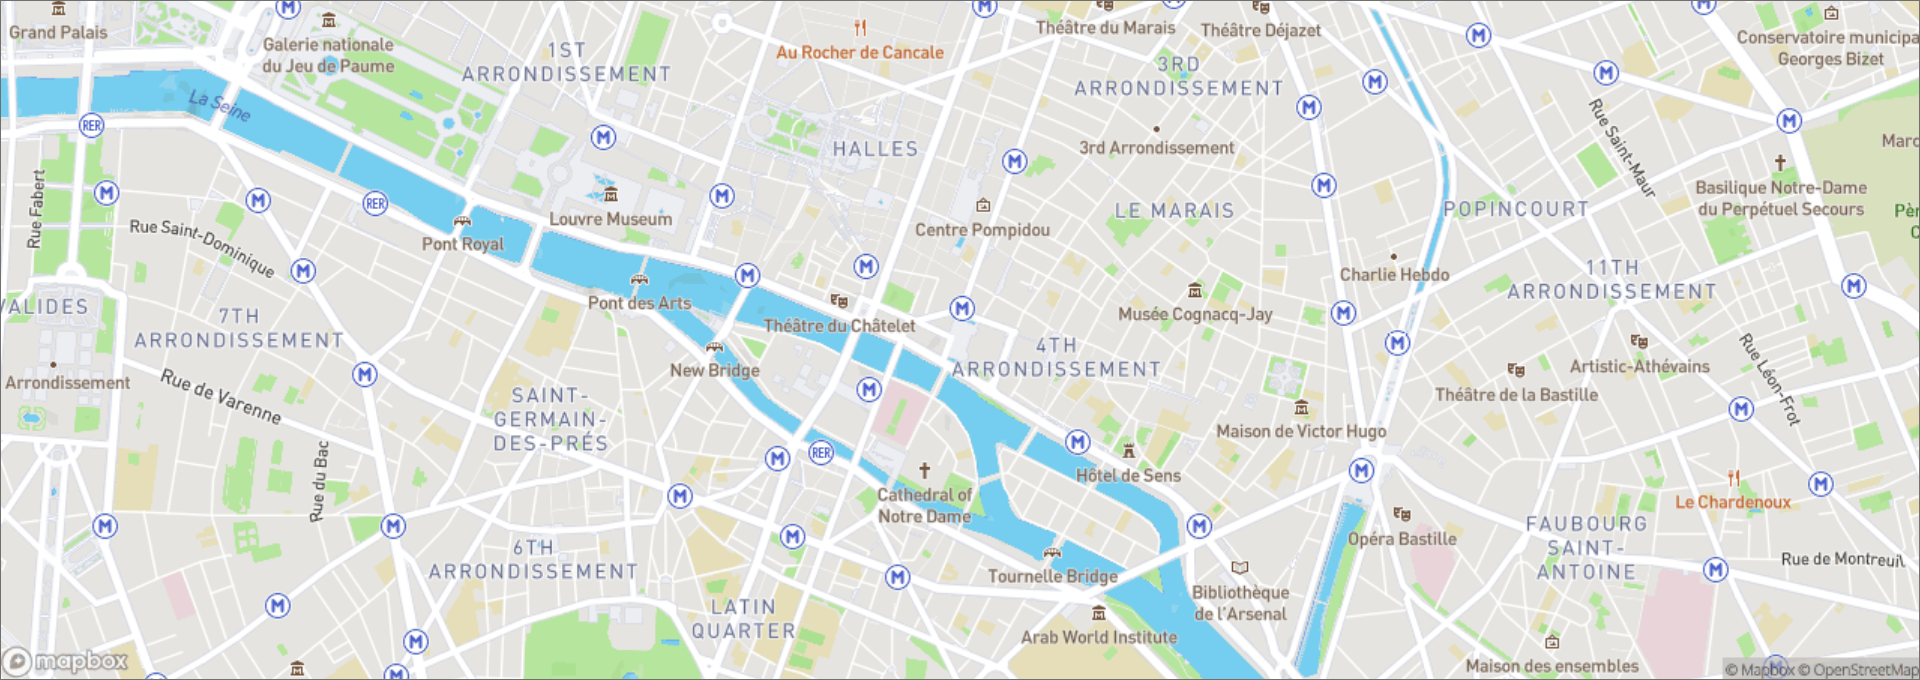 Grand Palais
Galerie nationale
du Jeu de Paume
1ST
ARRONDISSEMENT
Au Rocher de Cancale
Théâtre du Marais
Théâtre Déjazet
3RD
ARRONDISSEMENT
Conservatoire municipa
Georges Bizet
La Seine
RER
HALLES
3rd Arrondissement
Rue Saint-Maur
Marc
Rue Fabert
Rue Saint-Dominique
RER
Louvre Museum
Pont Royal
Centre Pompidou
LE MARAIS
POPINCOURT
Basilique Notre-Dame
du Perpétuel Secours
Pèr
C
Charlie Hebdo
11TH
ARRONDISSEMENT
VALIDES
7TH
ARRONDISSEMENT
Pont des Arts
Théâtre du Châtelet
Musée Cognacq-Jay
New Bridge
4TH
ARRONDISSEMENT
Arrondissement
Rue de Varenne
Artistic-Athévains
Théâtre de la Bastille
Rue Léon-Frot
SAINT-
GERMAIN-
DES-PRÉS
Rue du Bac
RER
Maison de Victor Hugo
Hôtel de Sens
Cathedral of
Notre Dame
Le Chardenoux
Opéra Bastille
FAUBOURG
SAINT-
ANTOINE
Rue de Montreuil
6TH
ARRONDISSEMENT
Tournelle Bridge
Bibliothèque
de l'Arsenal
LATIN
QUARTER
Arab World Institute
Maison des ensembles
mapbox
© Mapbox © OpenStreetMap